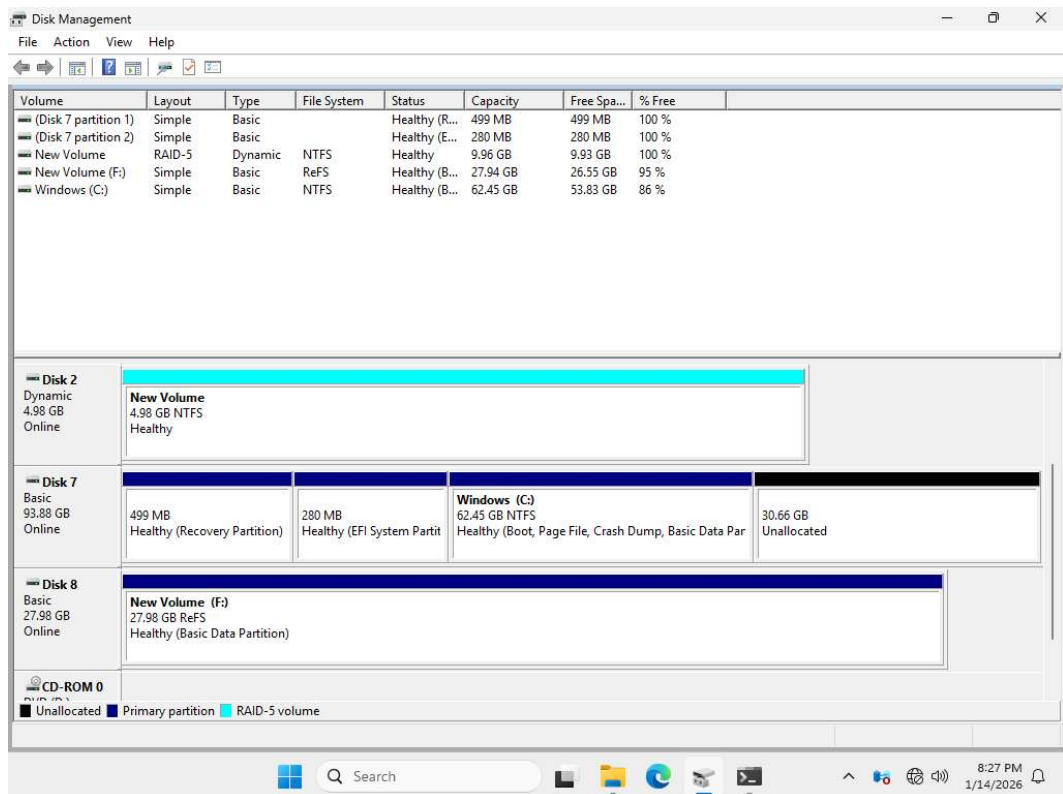 Disk Management
File Action View Help
Volume Layout Type File System Status Capacity Free Spa... % Free
(Disk 7 partition 1) Simple Basic Healthy (R... 499 MB 499 MB 100 %
(Disk 7 partition 2) Simple Basic Healthy (E... 280 MB 280 MB 100 %
New Volume RAID-5 Dynamic NTFS Healthy 9.96 GB 9.93 GB 100 %
New Volume (F:) Simple Basic ReFS Healthy (B... 27.94 GB 26.55 GB 95 %
Windows (C:) Simple Basic NTFS Healthy (B... 62.45 GB 53.83 GB 86 %
Disk 2
Dynamic
4.98 GB
Online
New Volume
4.98 GB NTFS
Healthy
Disk 7
Basic
93.88 GB
Online
499 MB
Healthy (Recovery Partition)
280 MB
Healthy (EFI System Partit
Windows (C:)
62.45 GB NTFS
Healthy (Boot, Page File, Crash Dump, Basic Data Par
30.66 GB
Unallocated
Disk 8
Basic
27.98 GB
Online
New Volume (F:)
27.98 GB ReFS
Healthy (Basic Data Partition)
CD-ROM 0
Unallocated Primary partition RAID-5 volume
Search
8:27 PM
1/14/2026